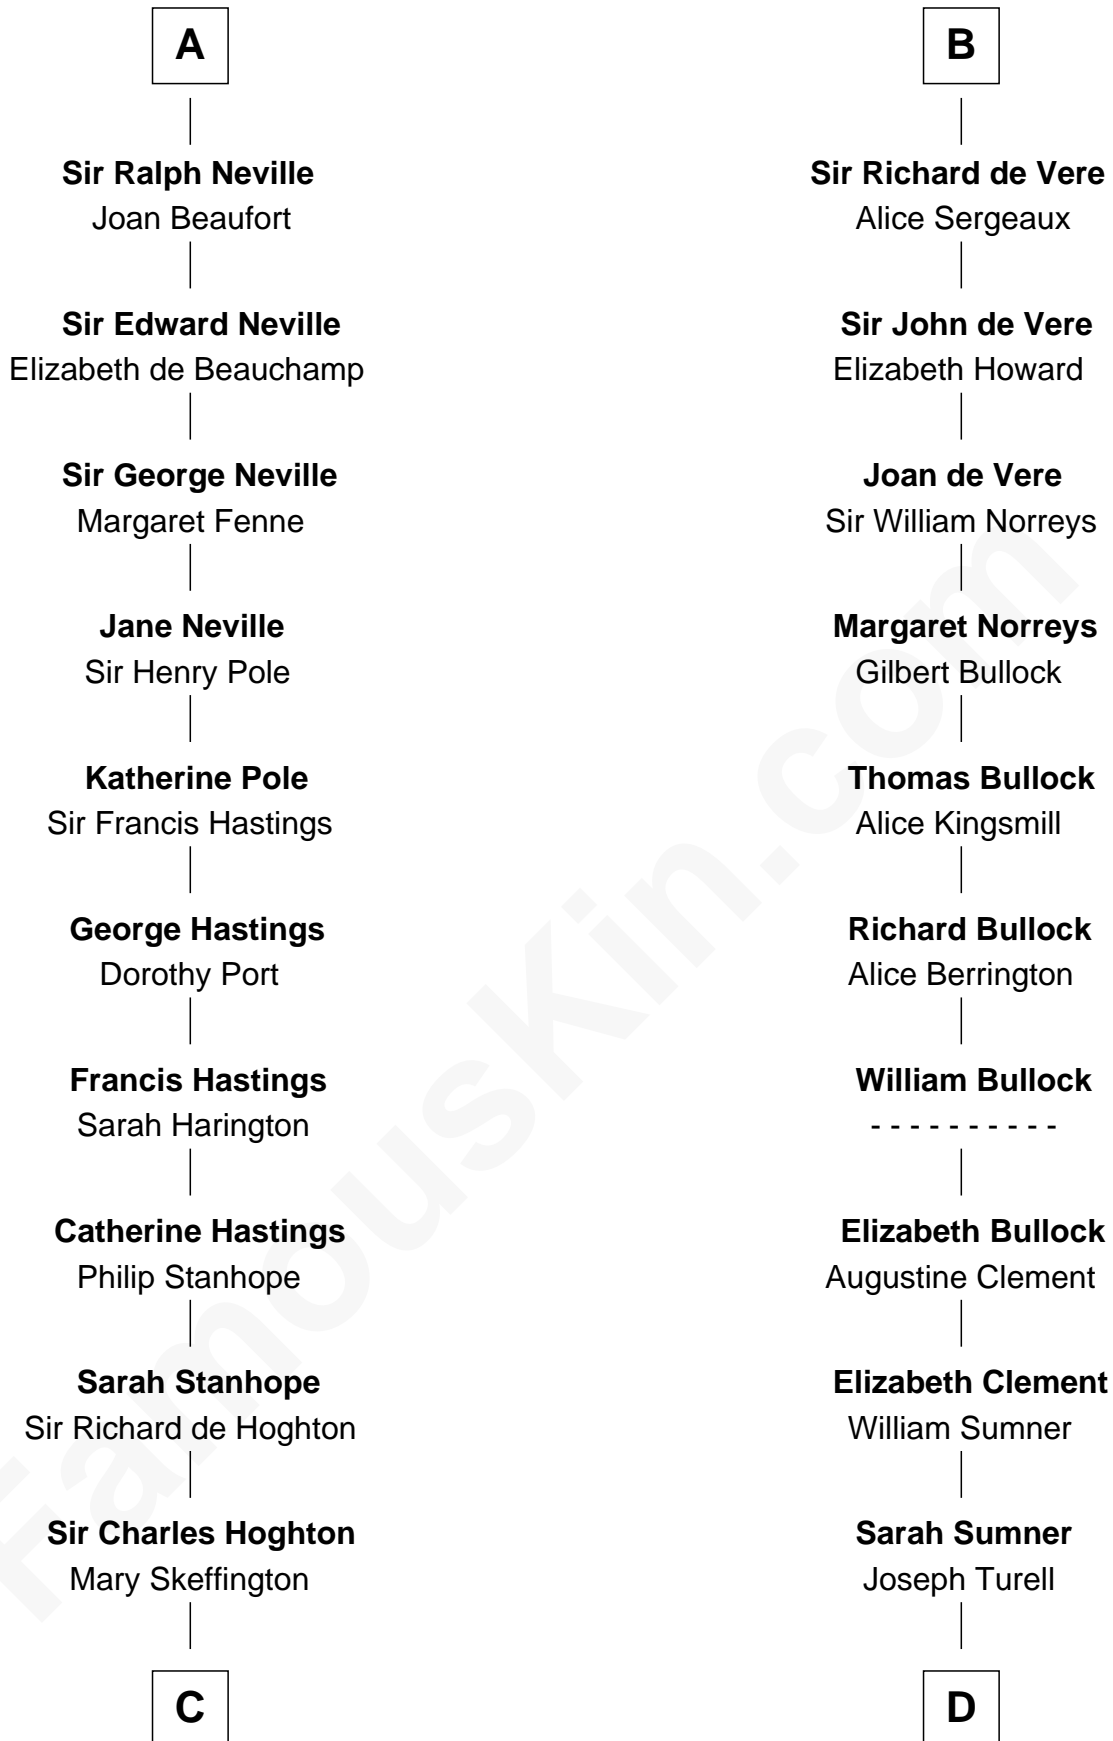 A
Sir Ralph Neville
Joan Beaufort
Sir Edward Neville
Elizabeth de Beauchamp
Sir George Neville
Margaret Fenne
Jane Neville
Sir Henry Pole
Katherine Pole
Sir Francis Hastings
George Hastings
Dorothy Port
Francis Hastings
Sarah Harington
Catherine Hastings
Philip Stanhope
Sarah Stanhope
Sir Richard de Hoghton
Sir Charles Hoghton
Mary Skeffington
C
B
Sir Richard de Vere
Alice Sergeaux
Sir John de Vere
Elizabeth Howard
Joan de Vere
Sir William Norreys
Margaret Norreys
Gilbert Bullock
Thomas Bullock
Alice Kingsmill
Richard Bullock
Alice Berrington
William Bullock
- - - - - - - - - -
Elizabeth Bullock
Augustine Clement
Elizabeth Clement
William Sumner
Sarah Sumner
Joseph Turell
D
FamousKin.com